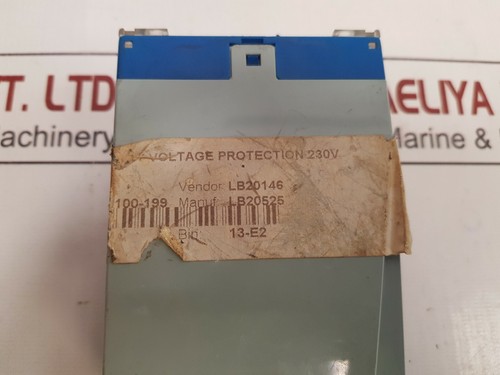 T. LTD
AELIYA
achinery
Marine &
VOLTAGE PROTECTION 230V
Vendor LB20146
100-199 Manuf LB20525
Bin 13-E2